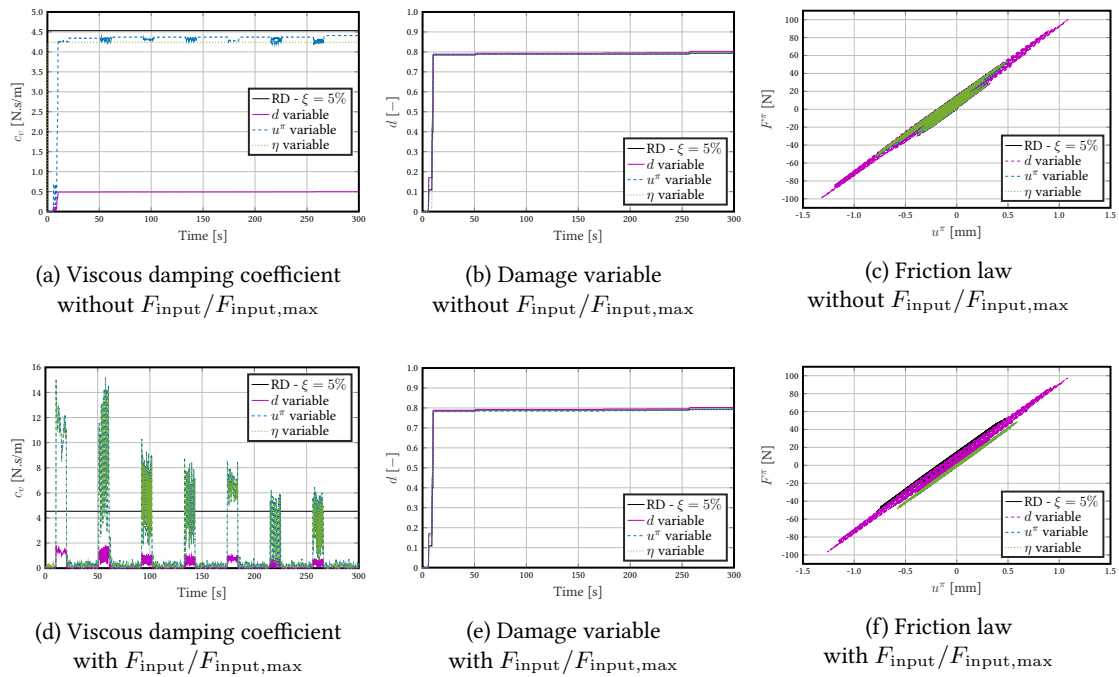 5.0
4.5
4.0
3.5
3.0
2.5
2.0
1.5
1.0
0.5
0
c_v [N.s/m]
RD - ξ = 5%
d variable
u^π variable
η variable
0 50 100 150 200 250 300
Time [s]
(a) Viscous damping coefficient
without F_input/F_input,max
1.0
0.9
0.8
0.7
0.6
0.5
0.4
0.3
0.2
0.1
0
d [−]
RD - ξ = 5%
d variable
u^π variable
η variable
0 50 100 150 200 250 300
Time [s]
(b) Damage variable
without F_input/F_input,max
100
80
60
40
20
0
-20
-40
-60
-80
-100
F^π [N]
RD - ξ = 5%
d variable
u^π variable
η variable
-1.5 -1.0 -0.5 0 0.5 1.0 1.5
u^π [mm]
(c) Friction law
without F_input/F_input,max
16
14
12
10
8
6
4
2
0
c_v [N.s/m]
RD - ξ = 5%
d variable
u^π variable
η variable
0 50 100 150 200 250 300
Time [s]
(d) Viscous damping coefficient
with F_input/F_input,max
1.0
0.9
0.8
0.7
0.6
0.5
0.4
0.3
0.2
0.1
0
d [−]
RD - ξ = 5%
d variable
u^π variable
η variable
0 50 100 150 200 250 300
Time [s]
(e) Damage variable
with F_input/F_input,max
100
80
60
40
20
0
-20
-40
-60
-80
-100
F^π [N]
RD - ξ = 5%
d variable
u^π variable
η variable
-1.5 -1.0 -0.5 0 0.5 1.0 1.5
u^π [mm]
(f) Friction law
with F_input/F_input,max